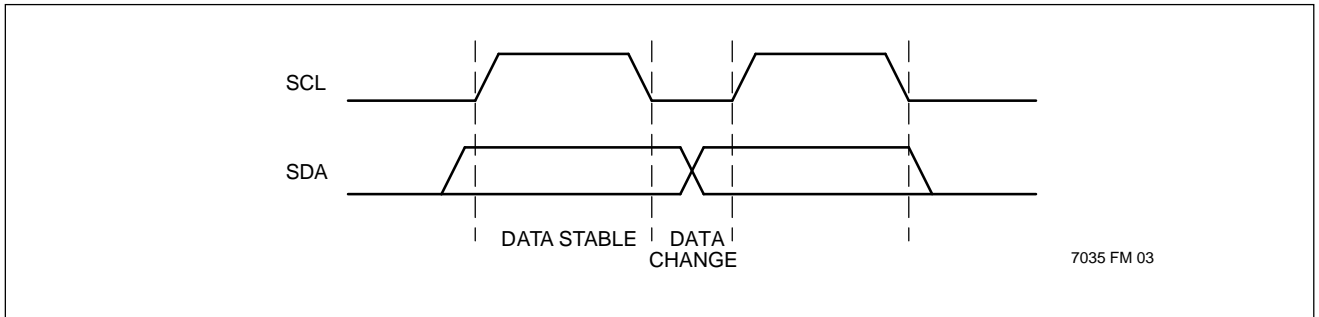 SCL
SDA
DATA STABLE
DATA
CHANGE
7035 FM 03